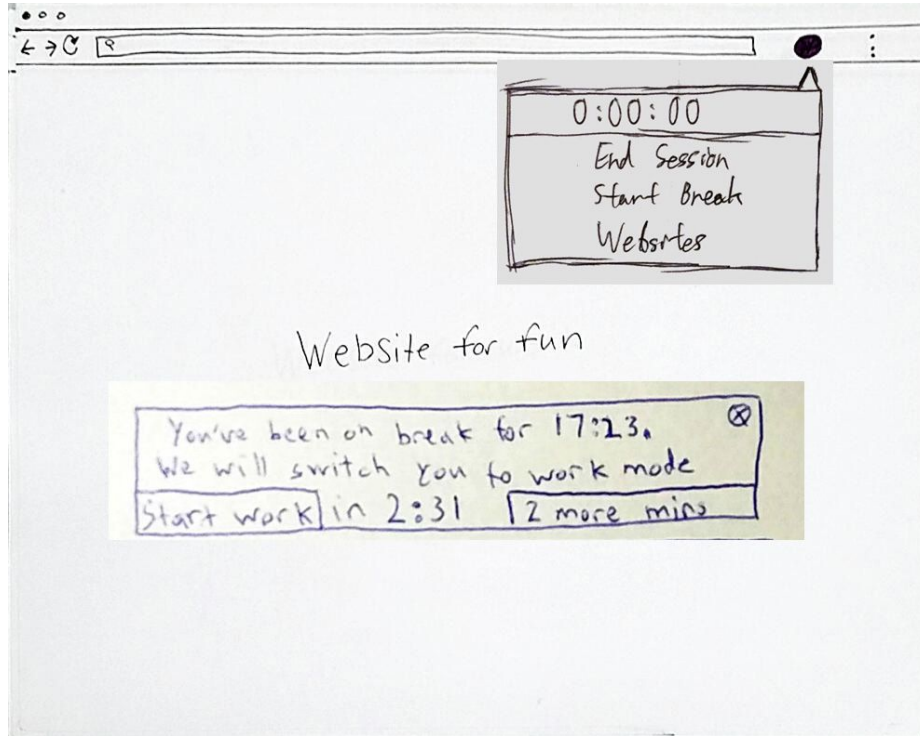 0:00:00
End Session
Start Break
Websites
Website for fun
You've been on break for 17:23.
We will switch you to work mode
Start work in 2:31 2 more mins